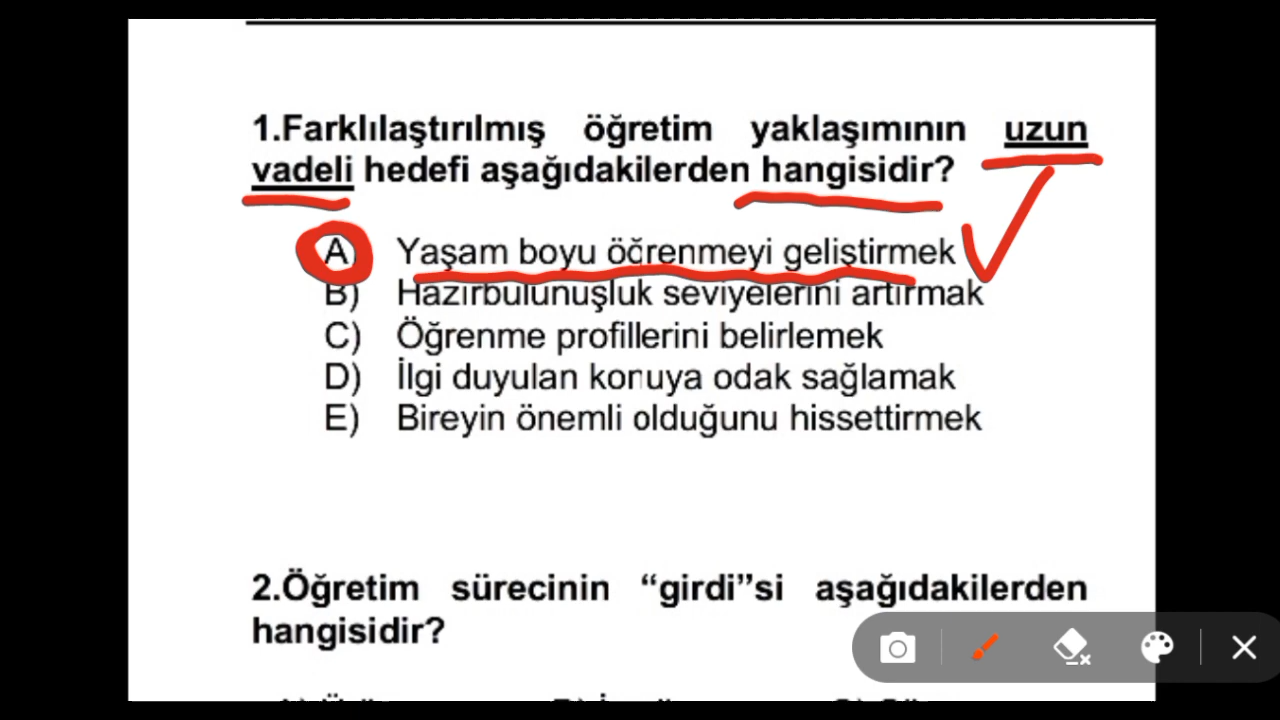 1.Farklılaştırılmış öğretim yaklaşımının uzun
vadeli hedefi aşağıdakilerden hangisidir?
A) Yaşam boyu öğrenmeyi geliştirmek
B) Hazırbulunuşluk seviyelerini artırmak
C) Öğrenme profillerini belirlemek
D) İlgi duyulan konuya odak sağlamak
E) Bireyin önemli olduğunu hissettirmek
2.Öğretim sürecinin “girdi”si aşağıdakilerden
hangisidir?